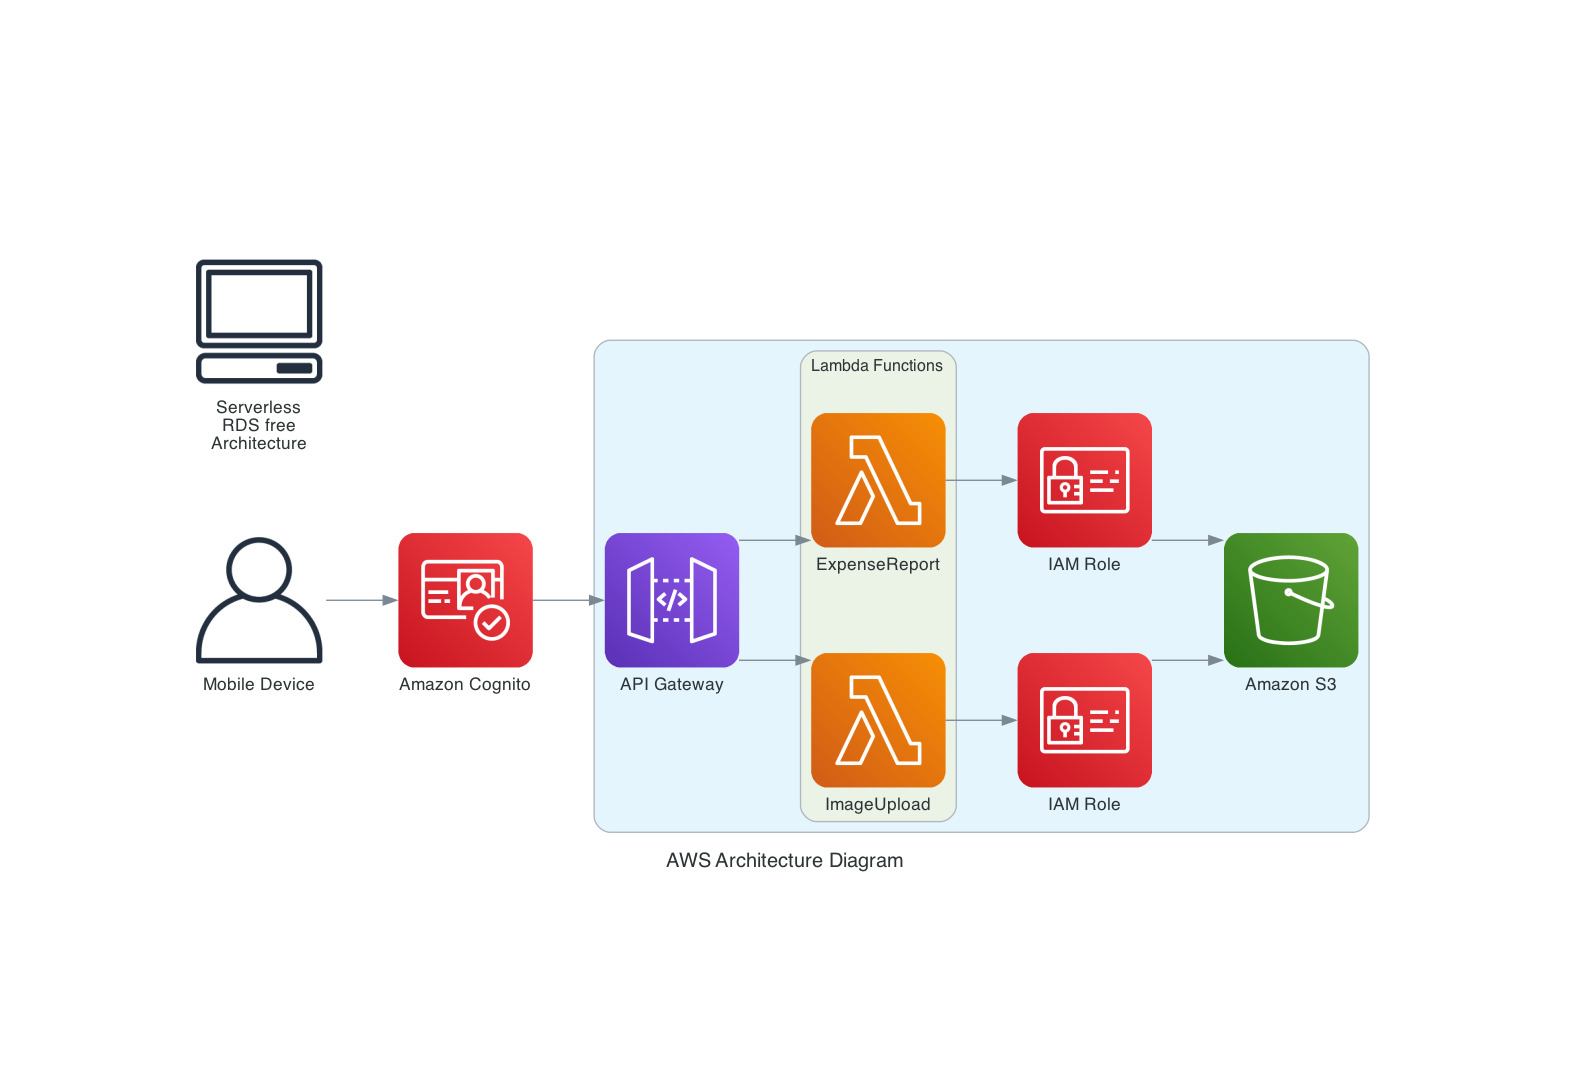 Serverless
RDS free
Architecture
Lambda Functions
ExpenseReport
IAM Role
Mobile Device
Amazon Cognito
API Gateway
Amazon S3
ImageUpload
IAM Role
AWS Architecture Diagram